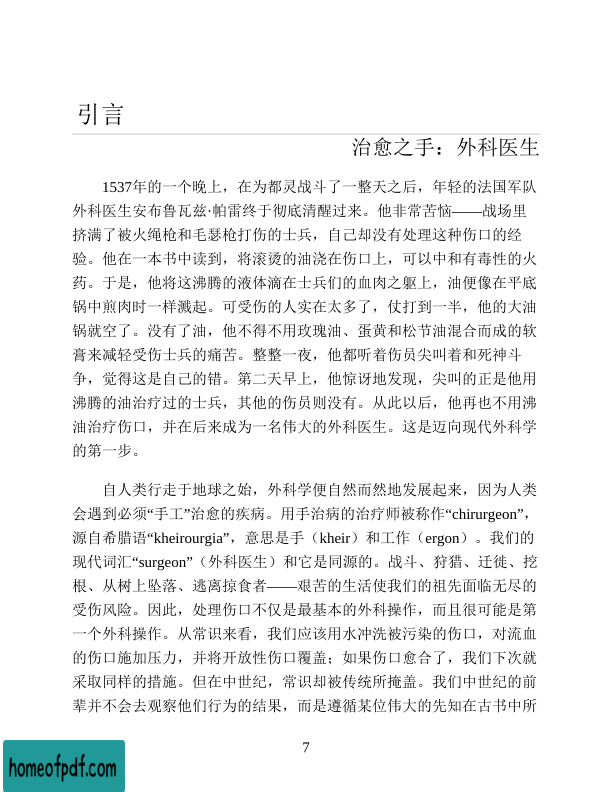 引言
治愈之手：外科医生
1537年的一个晚上，在为都灵战斗了一整天之后，年轻的法国军队
外科医生安布鲁瓦兹·帕雷终于彻底清醒过来。他非常苦恼——战场里
挤满了被火绳枪和毛瑟枪打伤的士兵，自己却没有处理这种伤口的经
验。他在一本书中读到，将滚烫的油浇在伤口上，可以中和有毒性的火
药。于是，他将这沸腾的液体滴在士兵们的血肉之躯上，油便像在平底
锅中煎肉时一样溅起。可受伤的人实在太多了，仗打到一半，他的大油
锅就空了。没有了油，他不得不用玫瑰油、蛋黄和松节油混合而成的软
膏来减轻受伤士兵的痛苦。整整一夜，他都听着伤员尖叫着和死神斗
争，觉得这是自己的错。第二天早上，他惊讶地发现，尖叫的正是他用
沸腾的油治疗过的士兵，其他的伤员则没有。从此以后，他再也不用沸
油治疗伤口，并在后来成为一名伟大的外科医生。这是迈向现代外科学
的第一步。
自人类行走于地球之始，外科学便自然而然地发展起来，因为人类
会遇到必须“手工”治愈的疾病。用手治病的治疗师被称作“chirurgeon”，
源自希腊语“kheirourgia”，意思是手（kheir）和工作（ergon）。我们的
现代词汇“surgeon”（外科医生）和它是同源的。战斗、狩猎、迁徙、挖
根、从树上坠落、逃离掠食者——艰苦的生活使我们的祖先面临无尽的
受伤风险。因此，处理伤口不仅是最基本的外科操作，而且很可能是第
一个外科操作。从常识来看，我们应该用水冲洗被污染的伤口，对流血
的伤口施加压力，并将开放性伤口覆盖；如果伤口愈合了，我们下次就
采取同样的措施。但在中世纪，常识却被传统所掩盖。我们中世纪的前
辈并不会去观察他们行为的结果，而是遵循某位伟大的先知在古书中所
7
homeofpdf.com